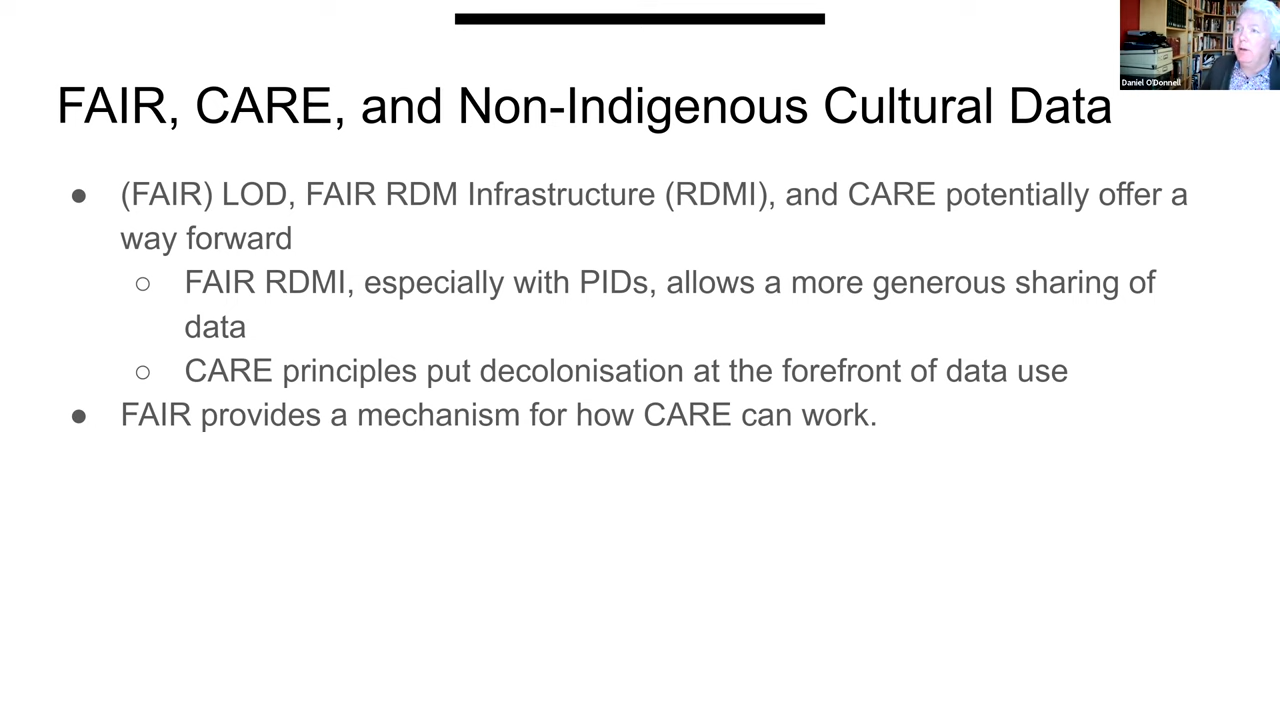 Daniel O'Donnell
FAIR, CARE, and Non-Indigenous Cultural Data
● (FAIR) LOD, FAIR RDM Infrastructure (RDMI), and CARE potentially offer a
way forward
○ FAIR RDMI, especially with PIDs, allows a more generous sharing of
data
○ CARE principles put decolonisation at the forefront of data use
● FAIR provides a mechanism for how CARE can work.